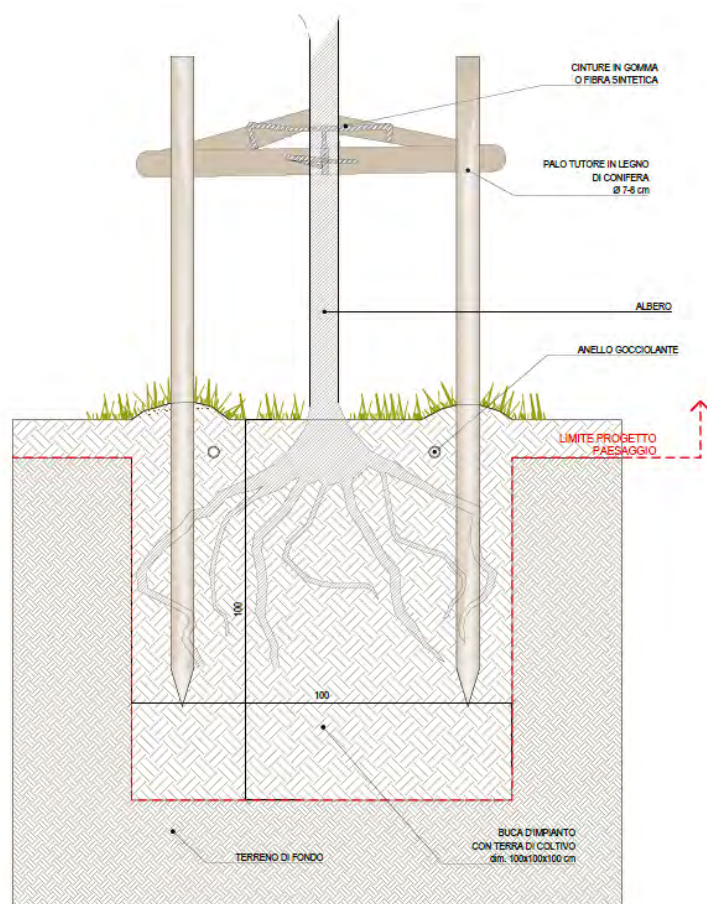 CINTURE IN GOMMA
O FIBRA SINTETICA
PALO TUTORE IN LEGNO
DI CONIFERA
Ø 7-8 cm
ALBERO
ANELLO GOCCIOLANTE
LIMITE PROGETTO
PAESAGGIO
100
100
BUCA D'IMPIANTO
CON TERRA DI COLTIVO
dim. 100x100x100 cm
TERRENO DI FONDO